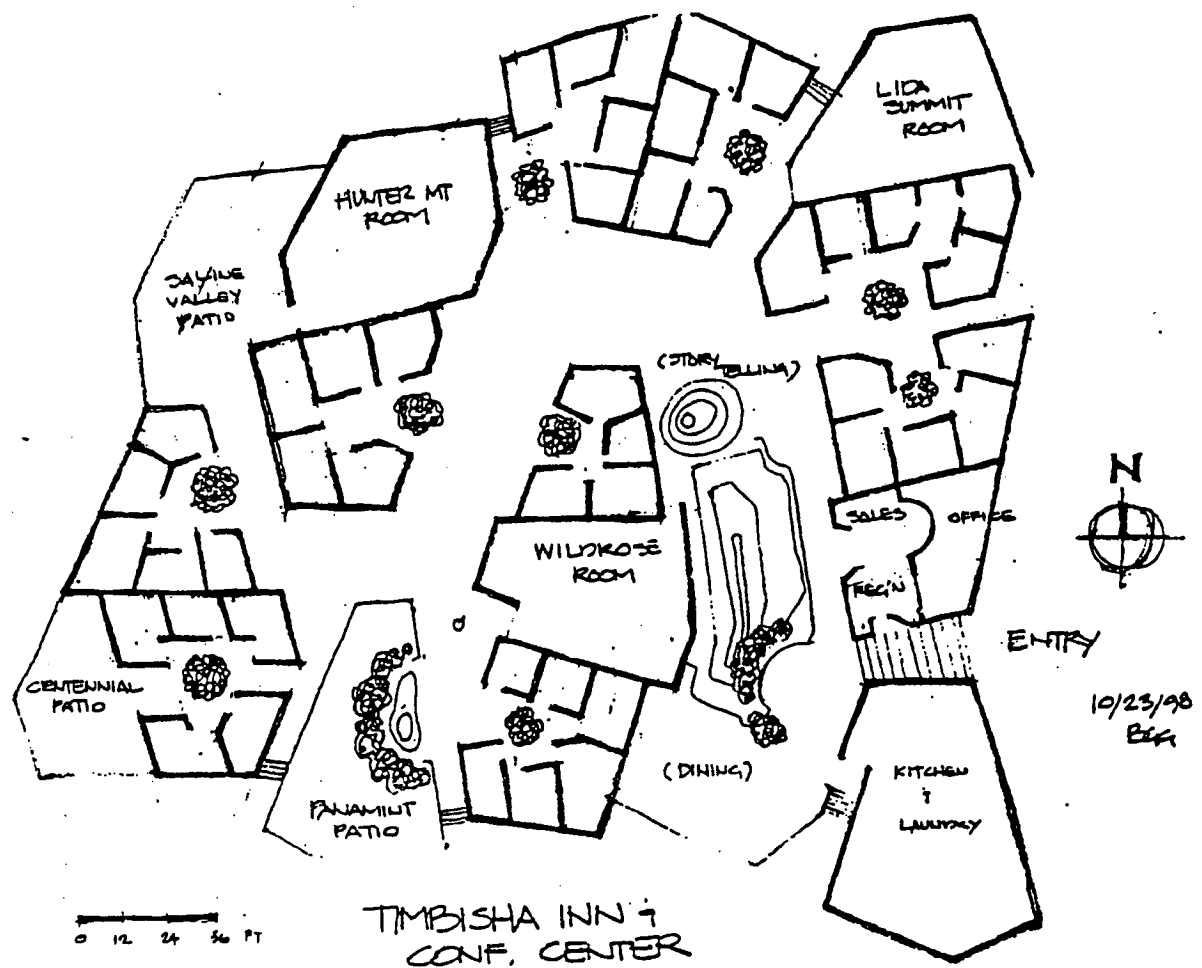 LIDA
SUMMIT
ROOM
HUNTER MT
ROOM
SALINE
VALLEY
PATIO
(STORY
TELLING)
N
SALES
OFFICE
WILDROSE
ROOM
REG'N
ENTRY
CENTENNIAL
PATIO
10/23/98
(DINING)
KITCHEN
&
LAUNDRY
PANAMINT
PATIO
0 12 24 36 FT
TIMBISHA INN &
CONF. CENTER